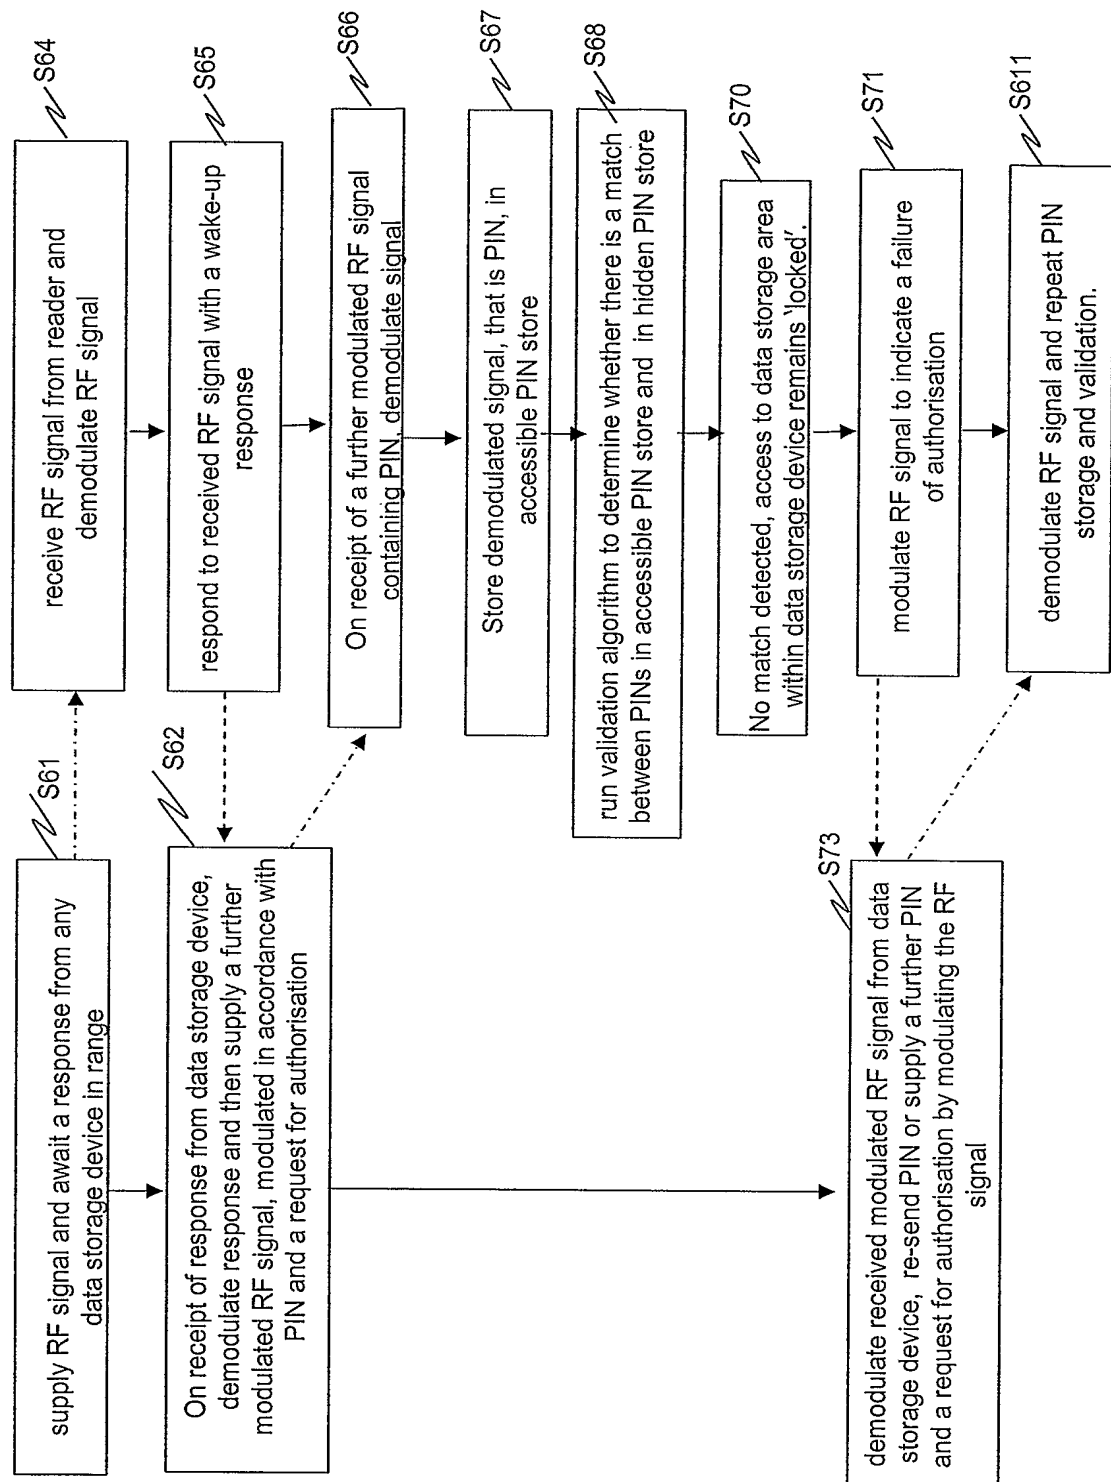 supply RF signal and await a response from any
data storage device in range
S61
On receipt of response from data storage device,
demodulate response and then supply a further
modulated RF signal, modulated in accordance with
PIN and a request for authorisation
S62
demodulate received modulated RF signal from data
storage device, re-send PIN or supply a further PIN
and a request for authorisation by modulating the RF
signal
S73
receive RF signal from reader and
demodulate RF signal
S64
respond to received RF signal with a wake-up
response
S65
On receipt of a further modulated RF signal
containing PIN, demodulate signal
S66
Store demodulated signal, that is PIN, in
accessible PIN store
S67
run validation algorithm to determine whether there is a match
between PINs in accessible PIN store and in hidden PIN store
S68
No match detected, access to data storage area
within data storage device remains 'locked'.
S70
modulate RF signal to indicate a failure
of authorisation
S71
demodulate RF signal and repeat PIN
storage and validation.
S611